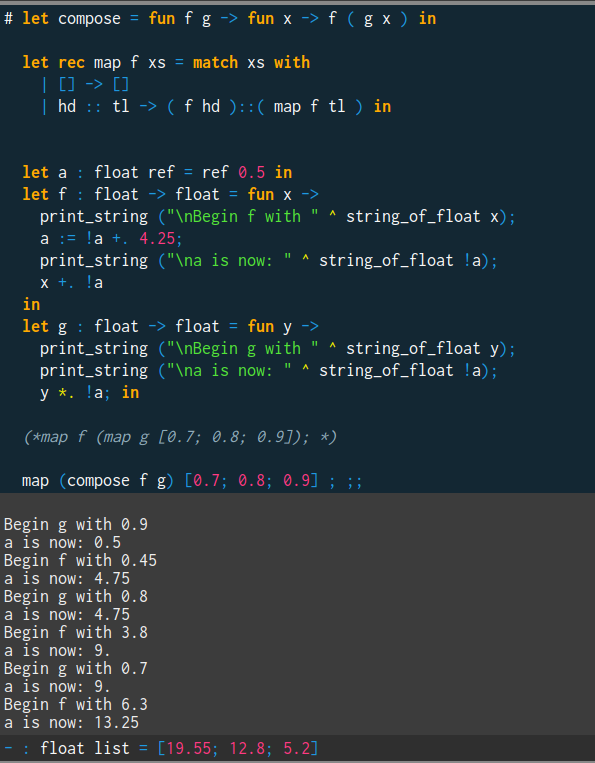 # let compose = fun f g -> fun x -> f ( g x ) in
let rec map f xs = match xs with
| [] -> []
| hd :: tl -> ( f hd )::( map f tl ) in
let a : float ref = ref 0.5 in
let f : float -> float = fun x ->
print_string ("\nBegin f with " ^ string_of_float x);
a := !a +. 4.25;
print_string ("\na is now: " ^ string_of_float !a);
x +. !a
in
let g : float -> float = fun y ->
print_string ("\nBegin g with " ^ string_of_float y);
print_string ("\na is now: " ^ string_of_float !a);
y *. !a; in
(*map f (map g [0.7; 0.8; 0.9]); *)
map (compose f g) [0.7; 0.8; 0.9] ; ;;
Begin g with 0.9
a is now: 0.5
Begin f with 0.45
a is now: 4.75
Begin g with 0.8
a is now: 4.75
Begin f with 3.8
a is now: 9.
Begin g with 0.7
a is now: 9.
Begin f with 6.3
a is now: 13.25
- : float list = [19.55; 12.8; 5.2]